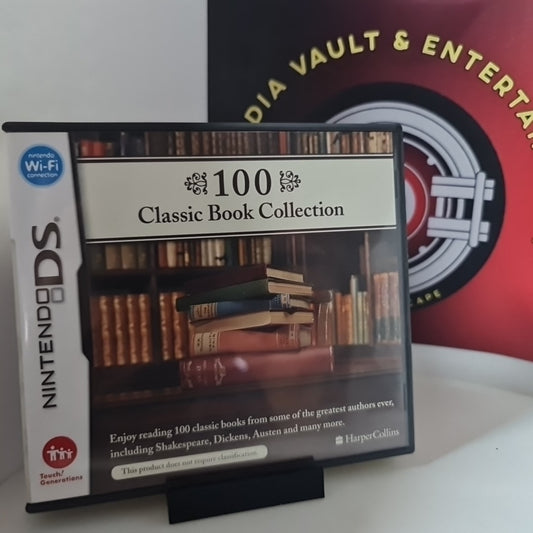 DIA VAULT & ENTERTA
CAPE
nintendo
Wi-Fi
connection
NINTENDO DS
Touch!
Generations
100
Classic Book Collection
Enjoy reading 100 classic books from some of the greatest authors ever,
including Shakespeare, Dickens, Austen and many more.
This product does not require classification.
HarperCollins